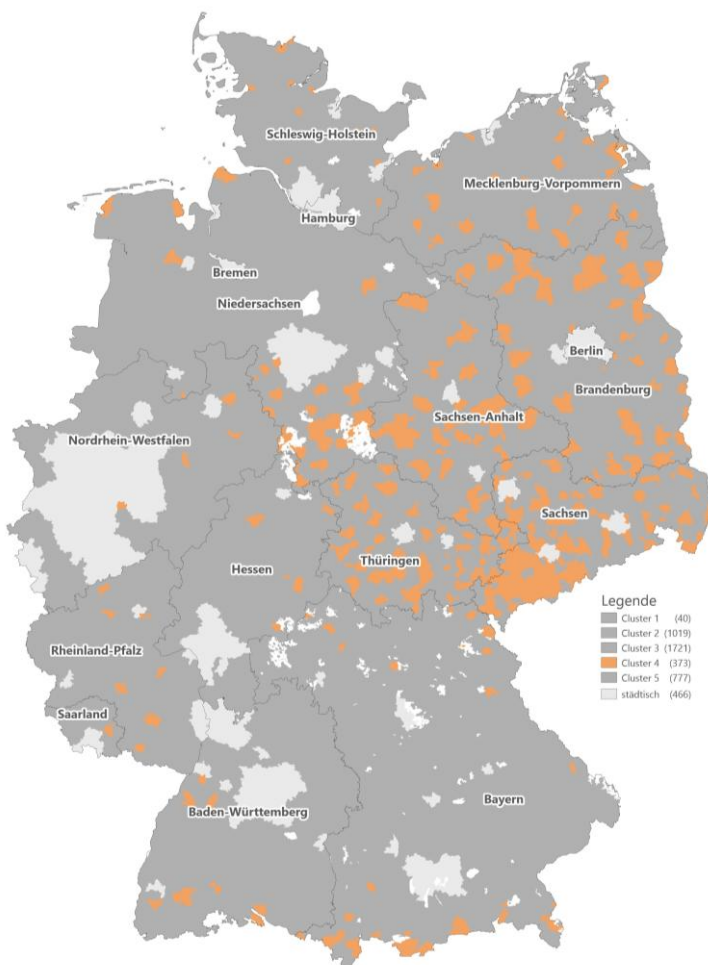 Schleswig-Holstein
Mecklenburg-Vorpommern
Hamburg
Bremen
Niedersachsen
Berlin
Brandenburg
Sachsen-Anhalt
Nordrhein-Westfalen
Sachsen
Thüringen
Hessen
Rheinland-Pfalz
Saarland
Bayern
Baden-Württemberg
Legende
Cluster 1 (40)
Cluster 2 (1019)
Cluster 3 (1721)
Cluster 4 (373)
Cluster 5 (777)
städtisch (466)